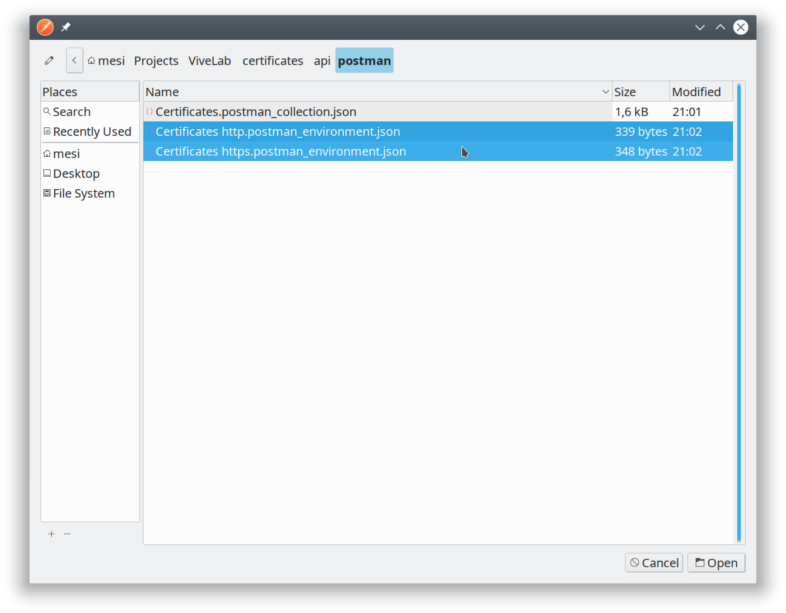 mesi Projects ViveLab certificates api postman
Places
Search
Recently Used
mesi
Desktop
File System
Name Size Modified
Certificates.postman_collection.json 1,6 kB 21:01
Certificates http.postman_environment.json 339 bytes 21:02
Certificates https.postman_environment.json 348 bytes 21:02
Cancel Open